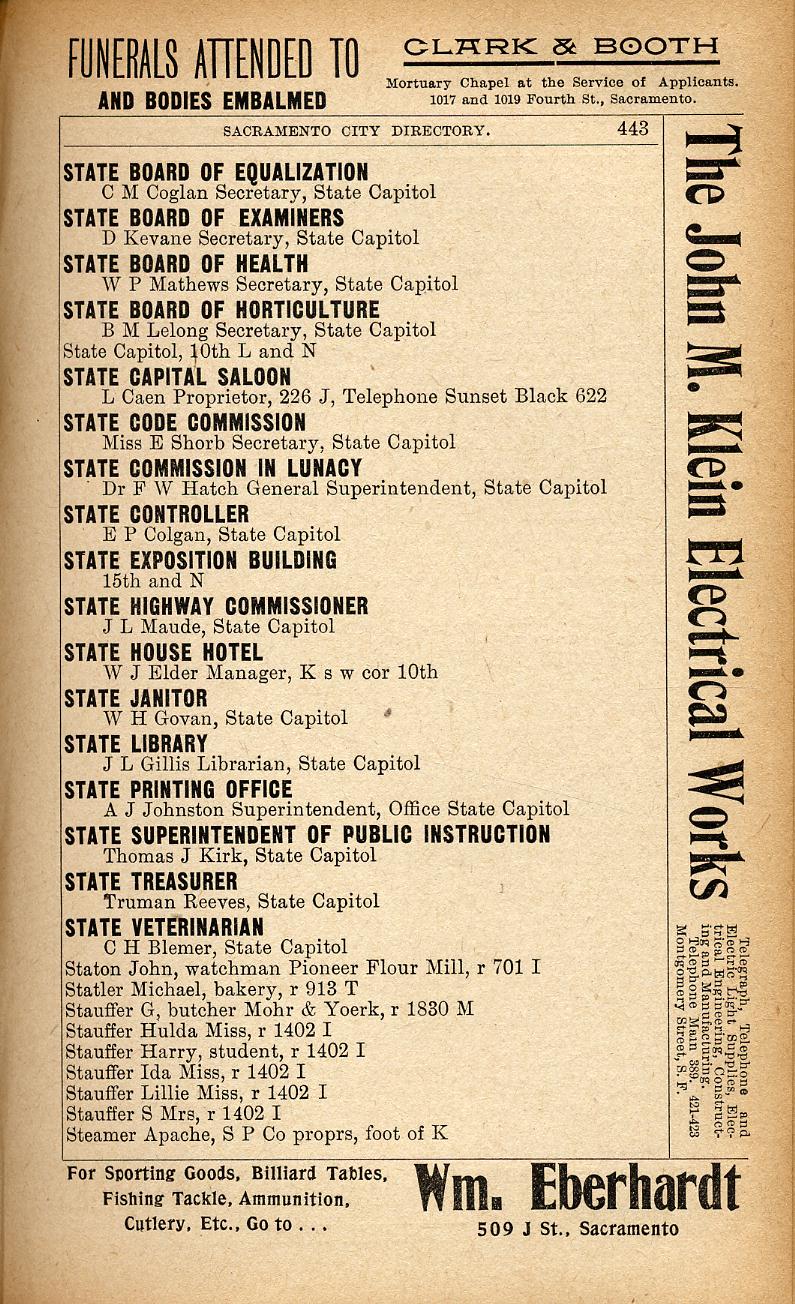 FUNERALS ATTENDED TO
AND BODIES EMBALMED
CLARK & BOOTH
Mortuary Chapel at the Service of Applicants.
1017 and 1019 Fourth St., Sacramento.
SACRAMENTO CITY DIRECTORY. 443
STATE BOARD OF EQUALIZATION
C M Coglan Secretary, State Capitol
STATE BOARD OF EXAMINERS
D Kevane Secretary, State Capitol
STATE BOARD OF HEALTH
W P Mathews Secretary, State Capitol
STATE BOARD OF HORTICULTURE
B M Lelong Secretary, State Capitol
State Capitol, 10th L and N
STATE CAPITAL SALOON
L Caen Proprietor, 226 J, Telephone Sunset Black 622
STATE CODE COMMISSION
Miss E Shorb Secretary, State Capitol
STATE COMMISSION IN LUNACY
Dr F W Hatch General Superintendent, State Capitol
STATE CONTROLLER
E P Colgan, State Capitol
STATE EXPOSITION BUILDING
15th and N
STATE HIGHWAY COMMISSIONER
J L Maude, State Capitol
STATE HOUSE HOTEL
W J Elder Manager, K s w cor 10th
STATE JANITOR
W H Govan, State Capitol
STATE LIBRARY
J L Gillis Librarian, State Capitol
STATE PRINTING OFFICE
A J Johnston Superintendent, Office State Capitol
STATE SUPERINTENDENT OF PUBLIC INSTRUCTION
Thomas J Kirk, State Capitol
STATE TREASURER
Truman Reeves, State Capitol
STATE VETERINARIAN
C H Blemer, State Capitol
Staton John, watchman Pioneer Flour Mill, r 701 I
Statler Michael, bakery, r 913 T
Stauffer G, butcher Mohr & Yoerk, r 1830 M
Stauffer Hulda Miss, r 1402 I
Stauffer Harry, student, r 1402 I
Stauffer Ida Miss, r 1402 I
Stauffer Lillie Miss, r 1402 I
Stauffer S Mrs, r 1402 I
Steamer Apache, S P Co proprs, foot of K
The John M. Klein Electrical Works
Telegraph, Telephone and
Electric Light Supplies, Elec-
trical Engineering, Construct-
ing and Manufacturing.
Telephone Main 389. 421-423
Montgomery Street, S. F.
For Sporting Goods, Billiard Tables,
Fishing Tackle, Ammunition,
Cutlery, Etc., Go to . . .
Wm. Eberhardt
509 J St., Sacramento